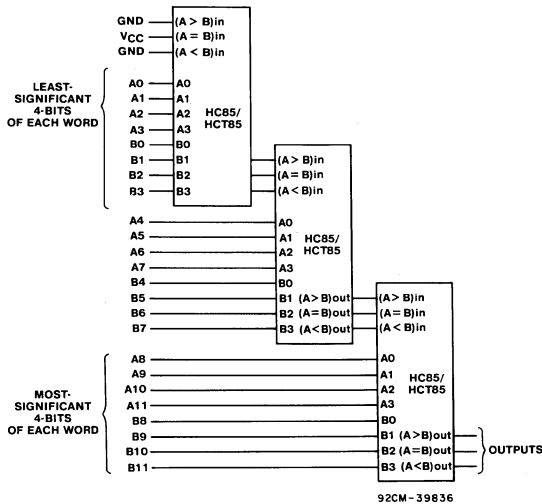 GND (A > B)in
VCC (A = B)in
GND (A < B)in
LEAST-
SIGNIFICANT
4-BITS
OF EACH WORD
A0 A0
A1 A1
A2 A2
A3 A3
B0 B0
B1 B1
B2 B2
B3 B3
HC85/
HCT85
(A > B)in
(A = B)in
(A < B)in
A4 A0
A5 A1
A6 A2
A7 A3
B4 B0
B5 B1 (A>B)out
B6 B2 (A=B)out
B7 B3 (A<B)out
HC85/
HCT85
(A > B)in
(A = B)in
(A < B)in
MOST-
SIGNIFICANT
4-BITS
OF EACH WORD
A8 A0
A9 A1
A10 A2
A11 A3
B8 B0
B9 B1 (A>B)out
B10 B2 (A=B)out
B11 B3 (A<B)out
HC85/
HCT85
OUTPUTS
92CM-39836